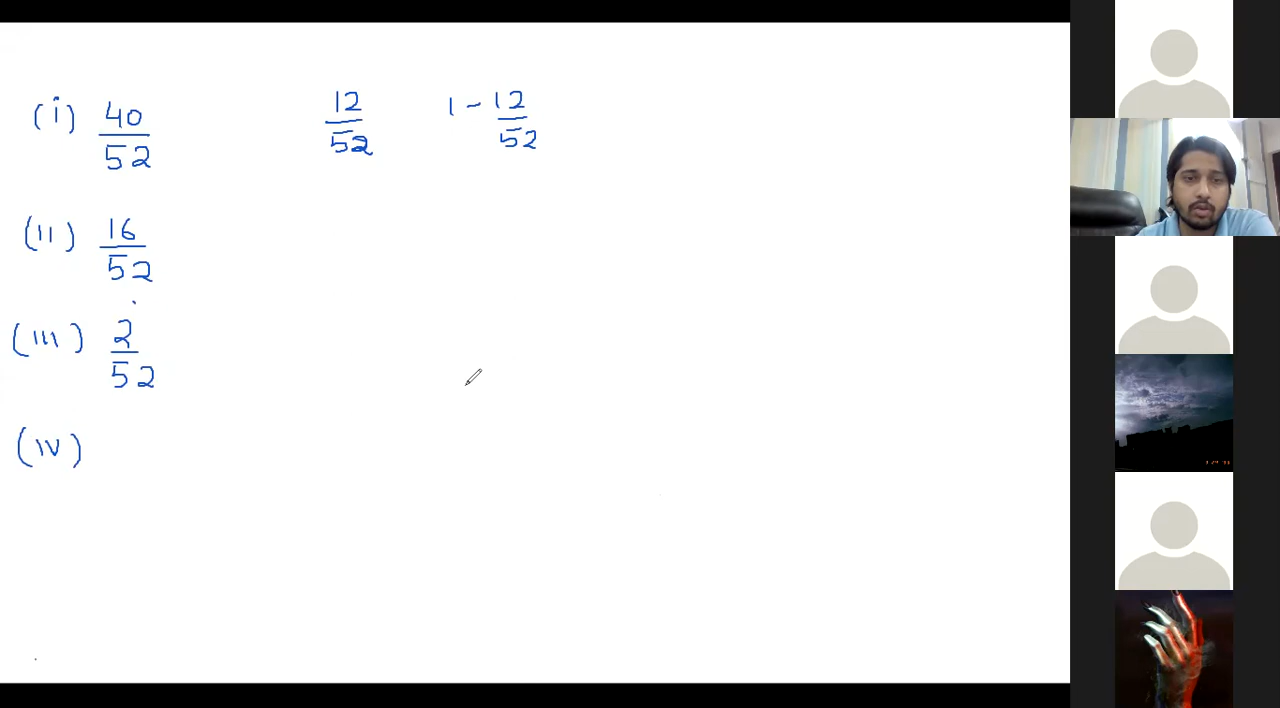 (i) 40/52 12/52 1 - 12/52
(ii) 16/52
(iii) 2/52
(iv)